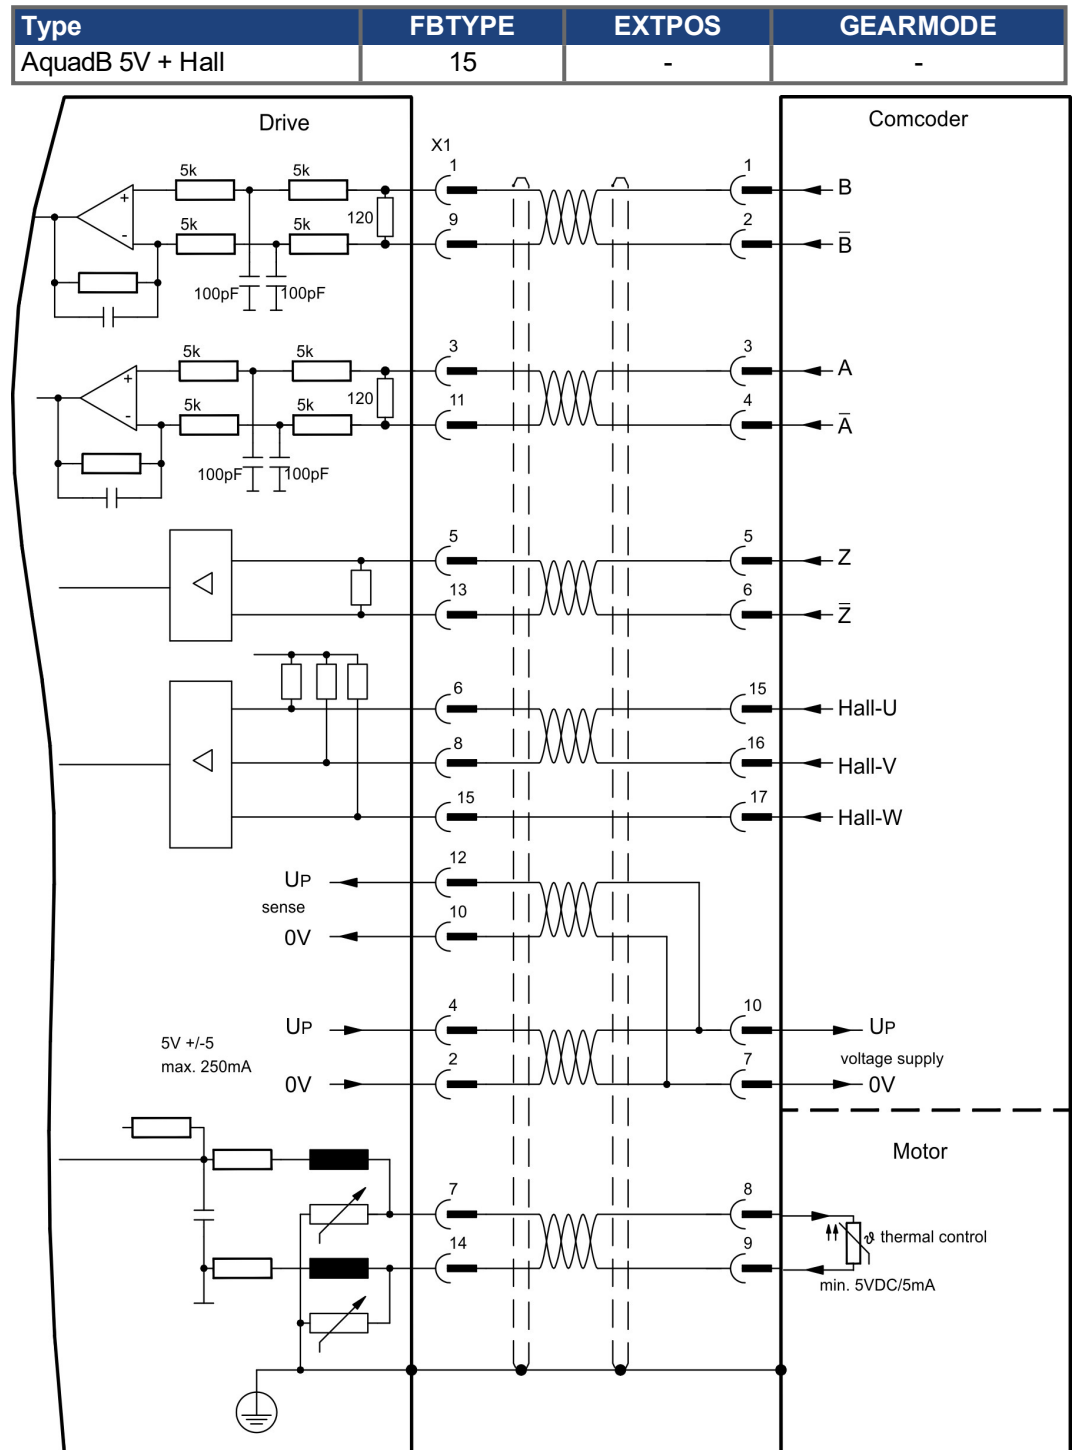 Type FBTYPE EXTPOS GEARMODE
AquadB 5V + Hall 15 - -
Drive Comcoder
X1
5k 5k 1 1 B
120
5k 5k 9 2 B̅
+
-
100pF 100pF
5k 5k 3 3 A
120
5k 5k 11 4 A̅
+
-
100pF 100pF
5 5 Z
13 6 Z̅
6 15 Hall-U
8 16 Hall-V
15 17 Hall-W
UP 12
sense
0V 10
UP 4 10 UP
5V +/-5
max. 250mA
voltage supply
0V 2 7 0V
Motor
7 8
ϑ thermal control
14 9
min. 5VDC/5mA